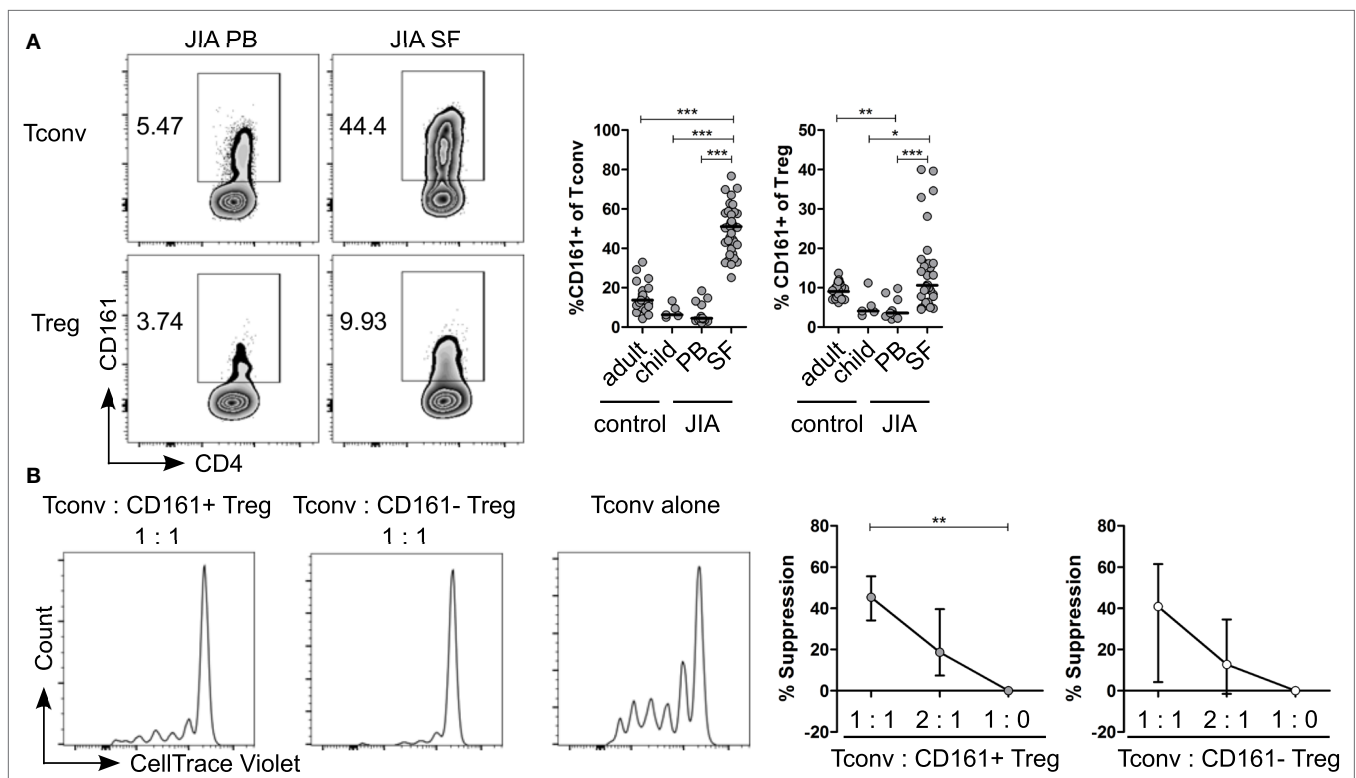 A
JIA PB
JIA SF
Tconv
5.47
44.4
Treg
3.74
9.93
CD161
CD4
%CD161+ of Tconv
100
80
60
40
20
0
***
***
***
adult
child
PB
SF
control
JIA
% CD161+ of Treg
50
40
30
20
10
0
**
*
***
adult
child
PB
SF
control
JIA
B
Tconv : CD161+ Treg
1 : 1
Tconv : CD161- Treg
1 : 1
Tconv alone
Count
CellTrace Violet
% Suppression
80
60
40
20
0
-20
**
1 : 1
2 : 1
1 : 0
Tconv : CD161+ Treg
% Suppression
80
60
40
20
0
-20
1 : 1
2 : 1
1 : 0
Tconv : CD161- Treg